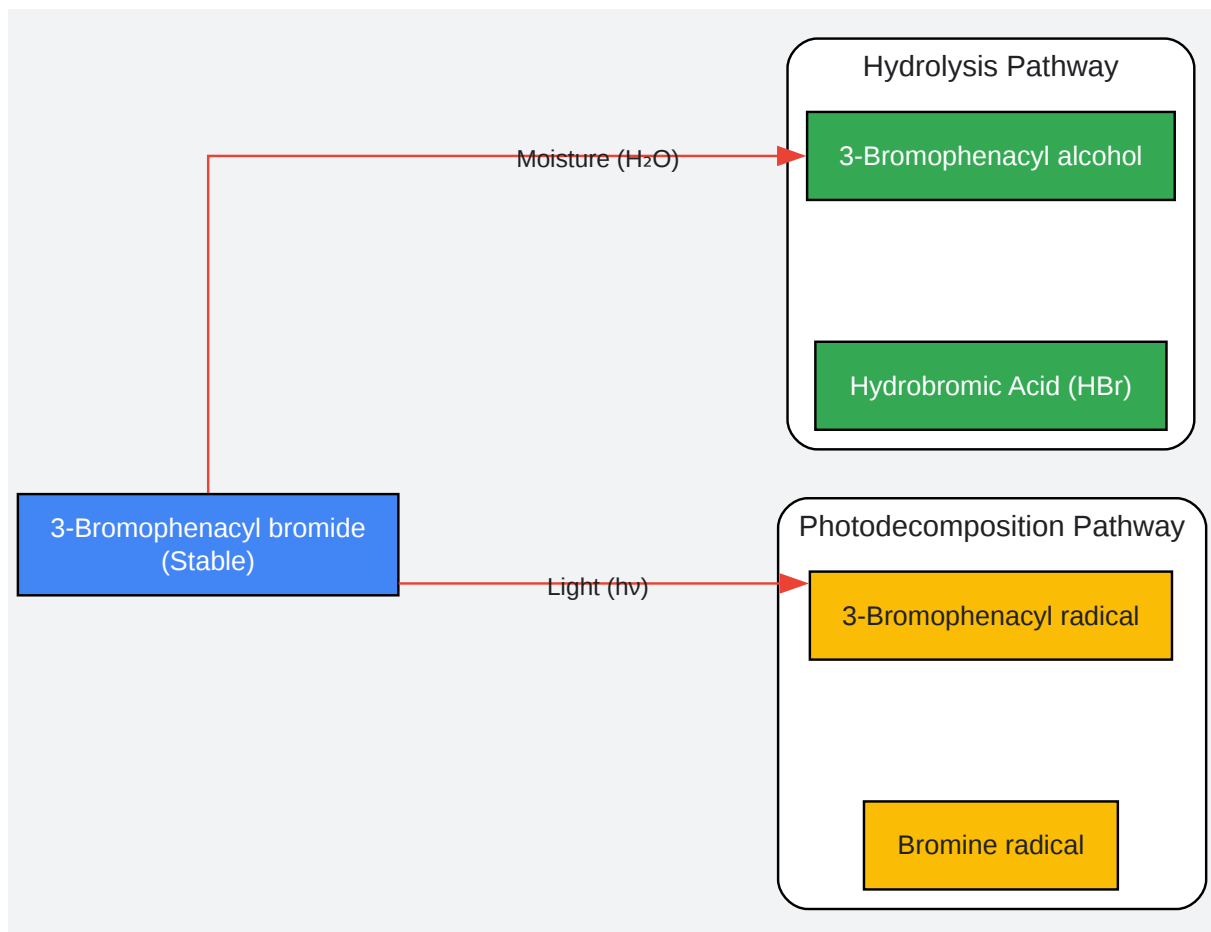 Hydrolysis Pathway
Moisture (H₂O)
3-Bromophenacyl alcohol
Hydrobromic Acid (HBr)
3-Bromophenacyl bromide
(Stable)
Photodecomposition Pathway
Light (hν)
3-Bromophenacyl radical
Bromine radical